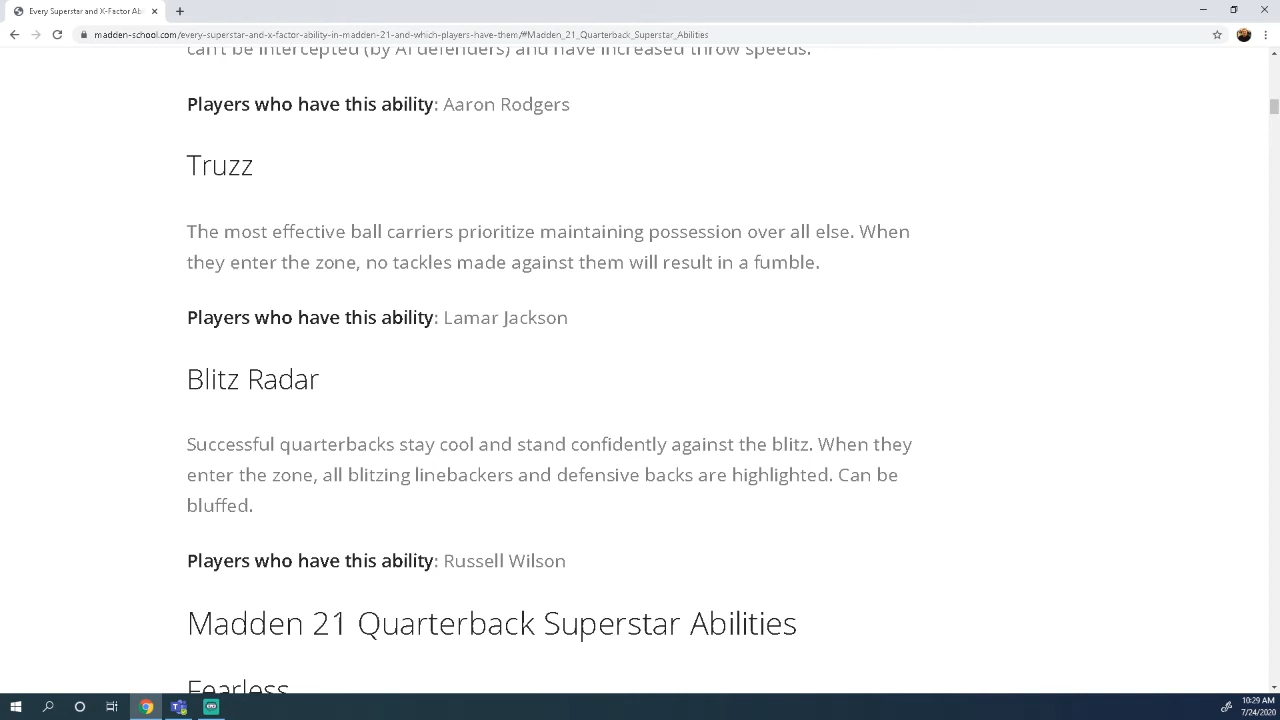 Every Superstar and X-Factor Abi
madden-school.com/every-superstar-and-x-factor-ability-in-madden-21-and-which-players-have-them/#Madden_21_Quarterback_Superstar_Abilities
can't be intercepted (by AI defenders) and have increased throw speeds.
Players who have this ability: Aaron Rodgers
Truzz
The most effective ball carriers prioritize maintaining possession over all else. When
they enter the zone, no tackles made against them will result in a fumble.
Players who have this ability: Lamar Jackson
Blitz Radar
Successful quarterbacks stay cool and stand confidently against the blitz. When they
enter the zone, all blitzing linebackers and defensive backs are highlighted. Can be
bluffed.
Players who have this ability: Russell Wilson
Madden 21 Quarterback Superstar Abilities
Fearless
10:29 AM
7/24/2020